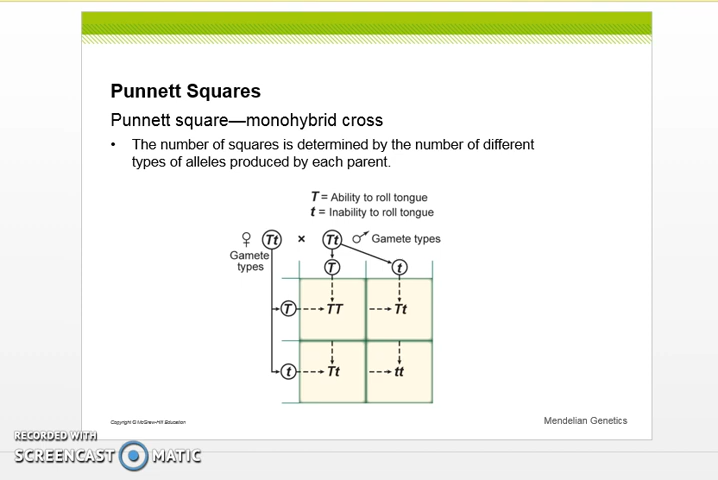 Punnett Squares
Punnett square—monohybrid cross
• The number of squares is determined by the number of different
types of alleles produced by each parent.
T = Ability to roll tongue
t = Inability to roll tongue
♀ Tt × Tt ♂ Gamete types
Gamete
types
T t
T TT Tt
t Tt tt
Copyright © McGraw-Hill Education
Mendelian Genetics
RECORDED WITH
SCREENCAST MATIC